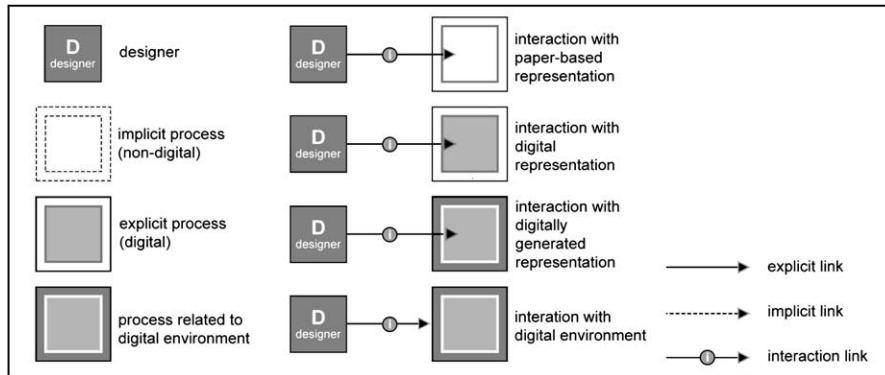 D
designer
designer
implicit process
(non-digital)
explicit process
(digital)
process related to
digital environment
D
designer
i
interaction with
paper-based
representation
D
designer
i
interaction with
digital
representation
D
designer
i
interaction with
digitally
generated
representation
D
designer
i
interation with
digital environment
explicit link
implicit link
i
interaction link